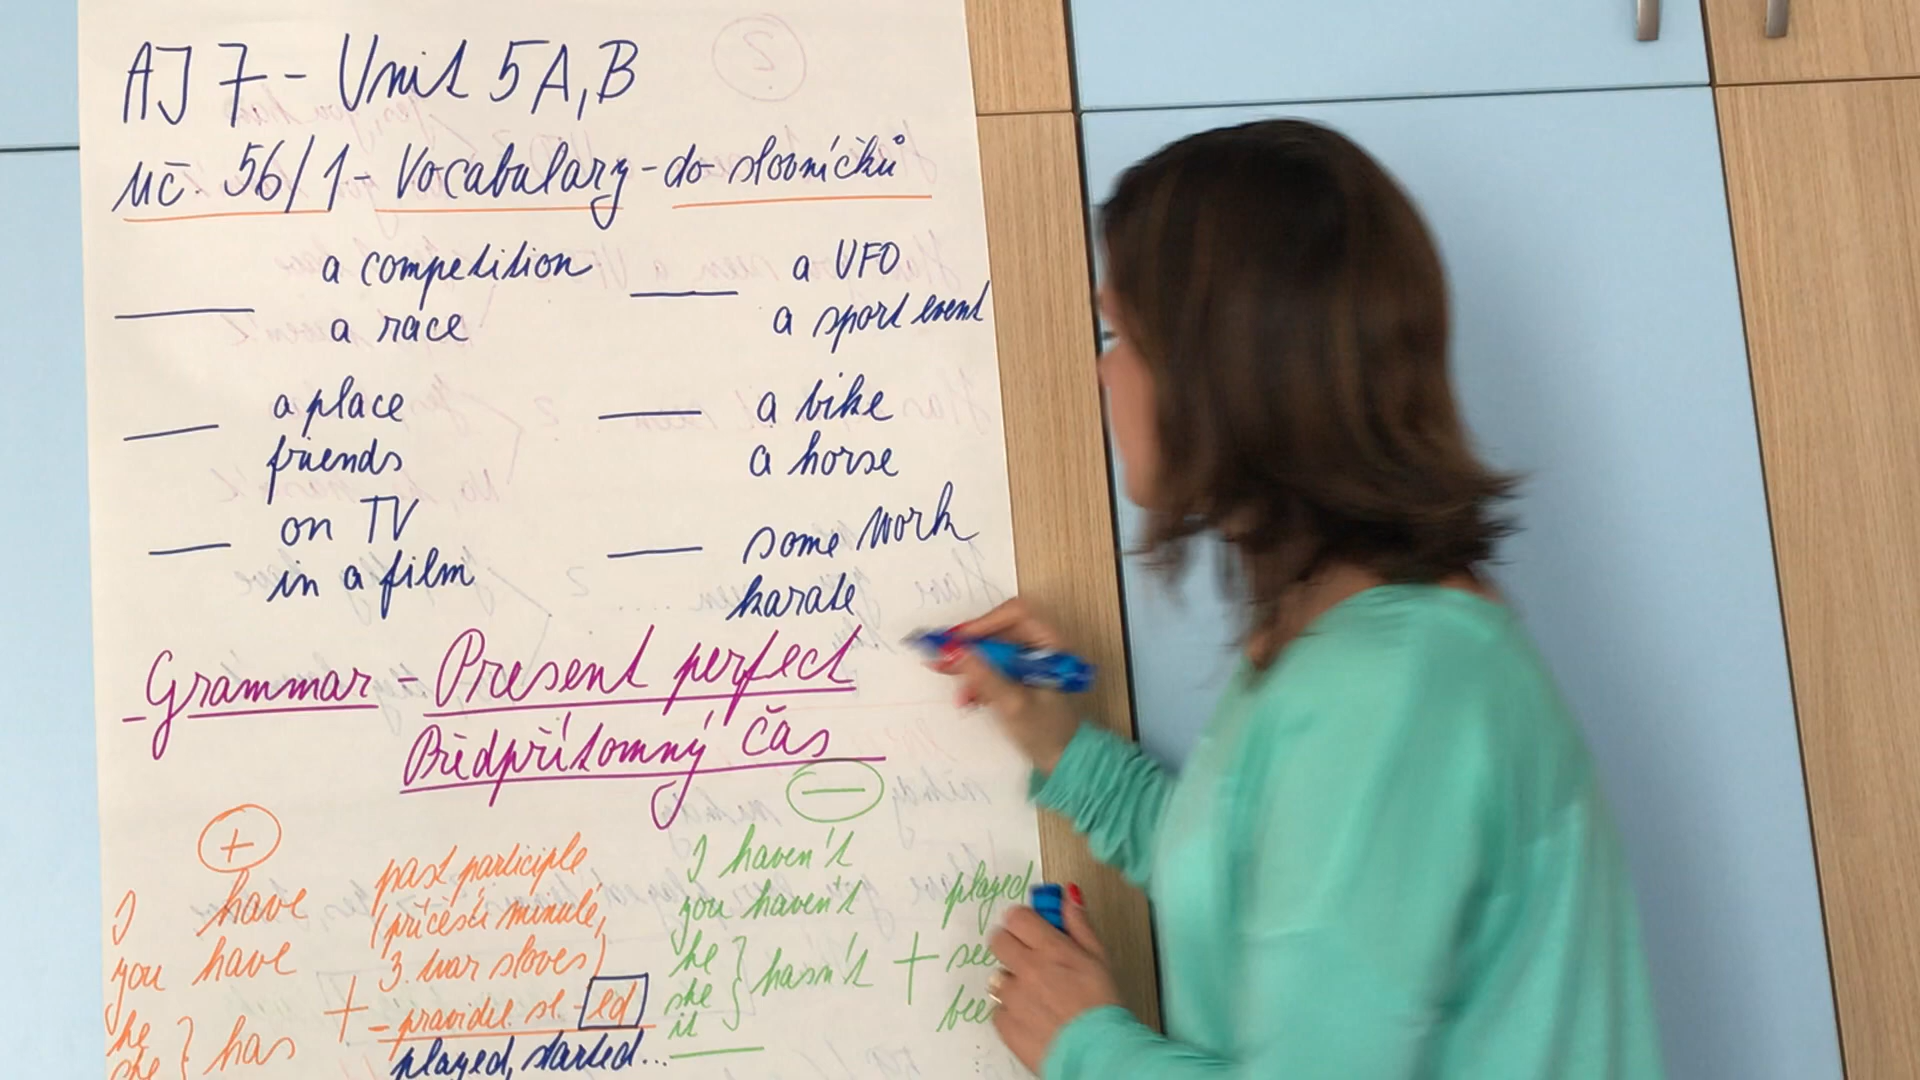 AJ 7 - Unit 5 A, B
uč. 56/1 - Vocabulary - do slovníčků
a competition
a race
a UFO
a sport event
a place
friends
a bike
a horse
on TV
in a film
some work
karate
Grammar - Present perfect
Předpřítomný čas
+
I have
you have
he
she } has
past participle
(příčestí minulé,
3. tvar slovesa)
+ - pravidel. sl. -ed
played, started...
−
I haven't
you haven't
he
she
it } hasn't +
played